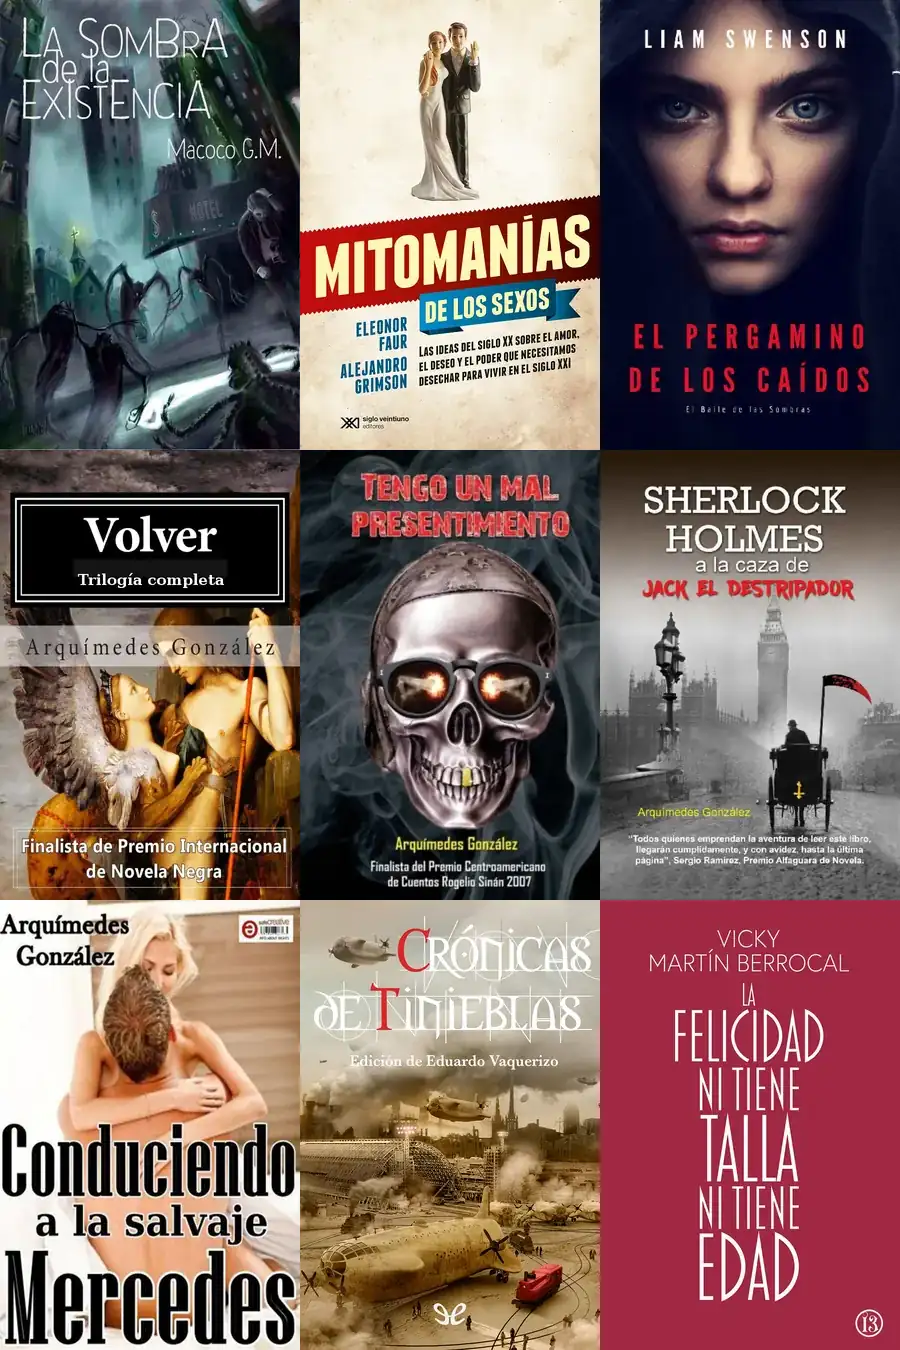 LA SOMBRA
de la
EXISTENCIA
Macoco G.M.
HOTEL
MITOMANÍAS
DE LOS SEXOS
ELEONOR
FAUR
ALEJANDRO
GRIMSON
LAS IDEAS DEL SIGLO XX SOBRE EL AMOR,
EL DESEO Y EL PODER QUE NECESITAMOS
DESECHAR PARA VIVIR EN EL SIGLO XXI
siglo veintiuno
editores
LIAM SWENSON
EL PERGAMINO
DE LOS CAÍDOS
El Baile de las Sombras
Volver
Trilogía completa
Arquímedes González
Finalista de Premio Internacional
de Novela Negra
TENGO UN MAL
PRESENTIMIENTO
Arquímedes González
Finalista del Premio Centroamericano
de Cuentos Rogelio Sinán 2007
SHERLOCK
HOLMES
a la caza de
JACK EL DESTRIPADOR
Arquímedes González
"Todos quienes emprendan la aventura de leer este libro,
llegarán cumplidamente, y con avidez, hasta la última
página", Sergio Ramírez, Premio Alfaguara de Novela.
Arquímedes
González
safecreative
Conduciendo
a la salvaje
Mercedes
CRÓNICAS
DE TINIEBLAS
Edición de Eduardo Vaquerizo
VICKY
MARTÍN BERROCAL
LA
FELICIDAD
NI TIENE
TALLA
NI TIENE
EDAD
13